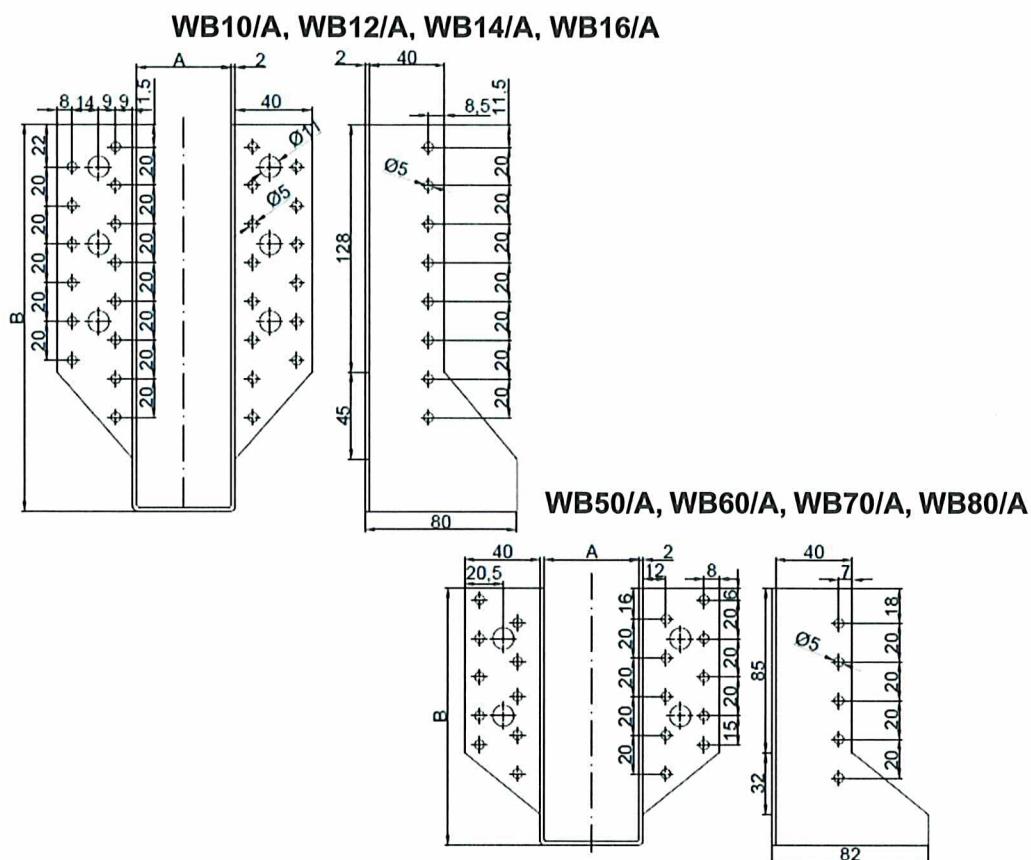 WB10/A, WB12/A, WB14/A, WB16/A
A 2 2 40
8 14 9 9 11.5 40 8,5 11.5
22 20 20 20 20 20
B
20 20 20 20 20 20 20
Ø11
Ø5
Ø5
128
45
20 20 20 20 20 20 20
80
WB50/A, WB60/A, WB70/A, WB80/A
40 A 2 40
20,5 12 8 7
16 20 20 20 20
6 20 20 20 15
B
Ø5
85
32
18 20 20 20 20
82